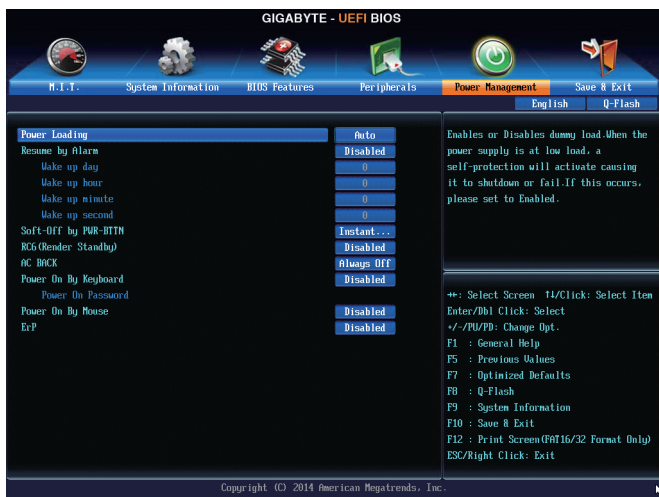 GIGABYTE - UEFI BIOS
M.I.T. System Information BIOS Features Peripherals Power Management Save & Exit
English Q-Flash
Power Loading Auto
Resume by Alarm Disabled
Wake up day 0
Wake up hour 0
Wake up minute 0
Wake up second 0
Soft-Off by PWR-BTTN Instant...
RC6(Render Standby) Disabled
AC BACK Always Off
Power On By Keyboard Disabled
Power On Password
Power On By Mouse Disabled
ErP Disabled
Enables or Disables dummy load.When the
power supply is at low load, a
self-protection will activate causing
it to shutdown or fail.If this occurs,
please set to Enabled.
→←: Select Screen ↑↓/Click: Select Item
Enter/Dbl Click: Select
+/-/PU/PD: Change Opt.
F1 : General Help
F5 : Previous Values
F7 : Optimized Defaults
F8 : Q-Flash
F9 : System Information
F10 : Save & Exit
F12 : Print Screen(FAT16/32 Format Only)
ESC/Right Click: Exit
Copyright (C) 2014 American Megatrends, Inc.